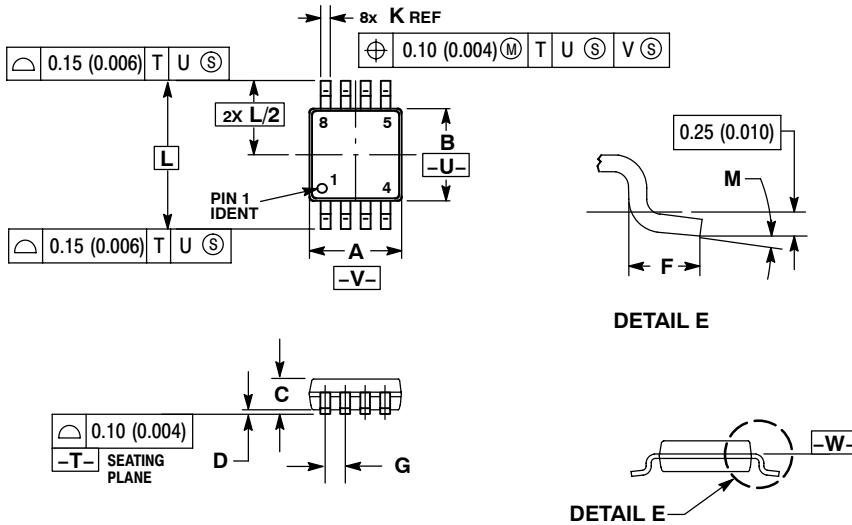 8x K REF
⌖ 0.10 (0.004) Ⓜ T U Ⓢ V Ⓢ
⌓ 0.15 (0.006) T U Ⓢ
2X L/2
8 5
B
-U-
L
PIN 1
IDENT
1 4
⌓ 0.15 (0.006) T U Ⓢ
A
-V-
0.25 (0.010)
M
F
DETAIL E
C
⌓ 0.10 (0.004)
-T- SEATING
PLANE
D
G
-W-
DETAIL E